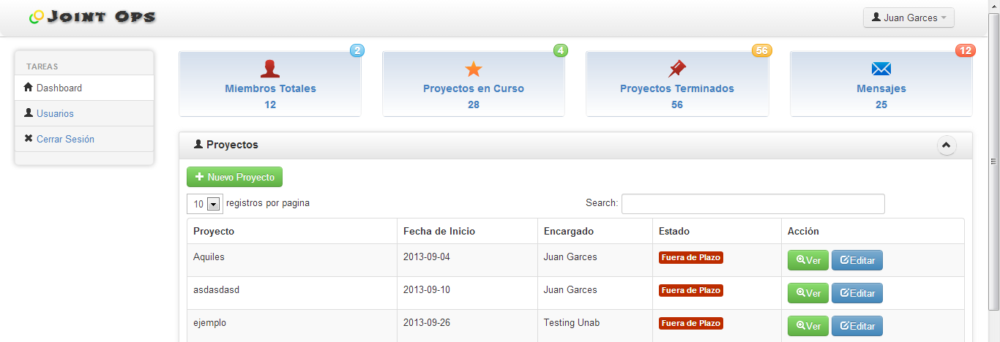 Joint Ops
Juan Garces
TAREAS
Dashboard
Usuarios
Cerrar Sesión
2
Miembros Totales
12
4
Proyectos en Curso
28
56
Proyectos Terminados
56
12
Mensajes
25
Proyectos
Nuevo Proyecto
10 registros por pagina
Search:
Proyecto Fecha de Inicio Encargado Estado Acción
Aquiles 2013-09-04 Juan Garces Fuera de Plazo Ver Editar
asdasdasd 2013-09-10 Juan Garces Fuera de Plazo Ver Editar
ejemplo 2013-09-26 Testing Unab Fuera de Plazo Ver Editar